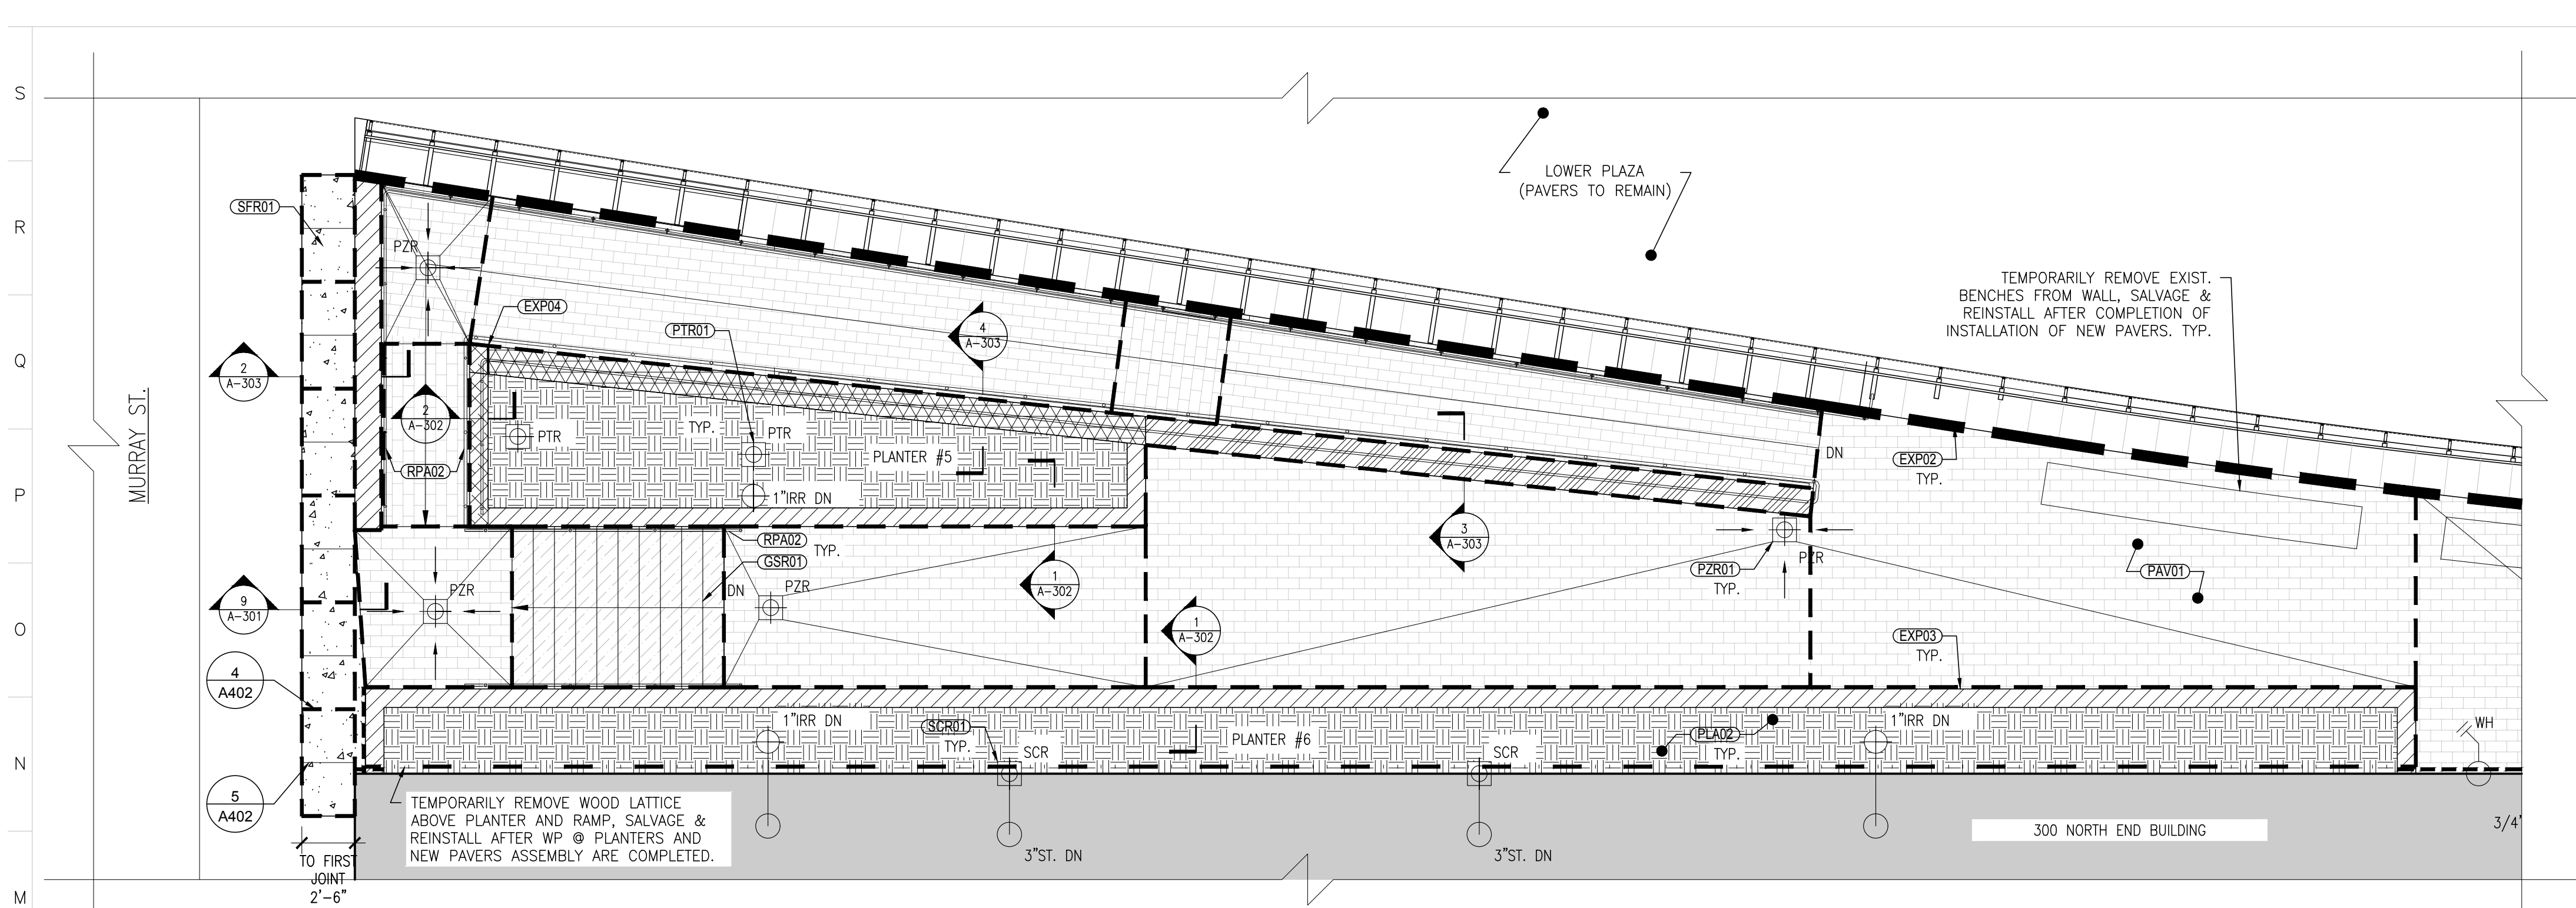 S
R
Q
P
O
N
M
MURRAY ST.
LOWER PLAZA
(PAVERS TO REMAIN)
SFR01
PZR
EXP04
PTR01
4
A-303
TEMPORARILY REMOVE EXIST.
BENCHES FROM WALL, SALVAGE &
REINSTALL AFTER COMPLETION OF
INSTALLATION OF NEW PAVERS. TYP.
2
A-303
2
A-302
TYP.
PTR
PTR
PLANTER #5
RPA02
1"IRR DN
DN
EXP02
TYP.
RPA02
TYP.
GSR01
3
A-303
PZR01
TYP.
PZR
PAV01
9
A-301
PZR
DN
PZR
1
A-302
1
A-302
EXP03
TYP.
4
A402
1"IRR DN
SCR01
TYP.
SCR
PLANTER #6
SCR
PLA02
TYP.
1"IRR DN
WH
5
A402
TEMPORARILY REMOVE WOOD LATTICE
ABOVE PLANTER AND RAMP, SALVAGE &
REINSTALL AFTER WP @ PLANTERS AND
NEW PAVERS ASSEMBLY ARE COMPLETED.
TO FIRST
JOINT
2'-6"
3"ST. DN
3"ST. DN
300 NORTH END BUILDING
3/4'